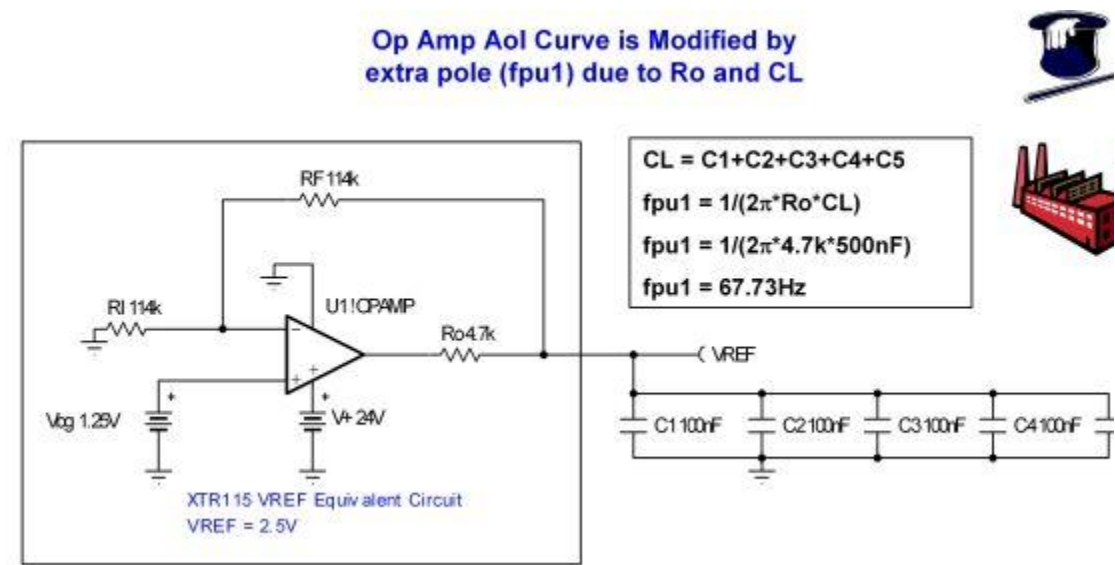 Op Amp Aol Curve is Modified by
extra pole (fpu1) due to Ro and CL
CL = C1+C2+C3+C4+C5
fpu1 = 1/(2π*Ro*CL)
fpu1 = 1/(2π*4.7k*500nF)
fpu1 = 67.73Hz
RF 114k
RI 114k
U1 !OPAMP
Ro 4.7k
VREF
Vbg 1.25V
V+ 24V
C1 100nF
C2 100nF
C3 100nF
C4 100nF
XTR115 VREF Equivalent Circuit
VREF = 2.5V